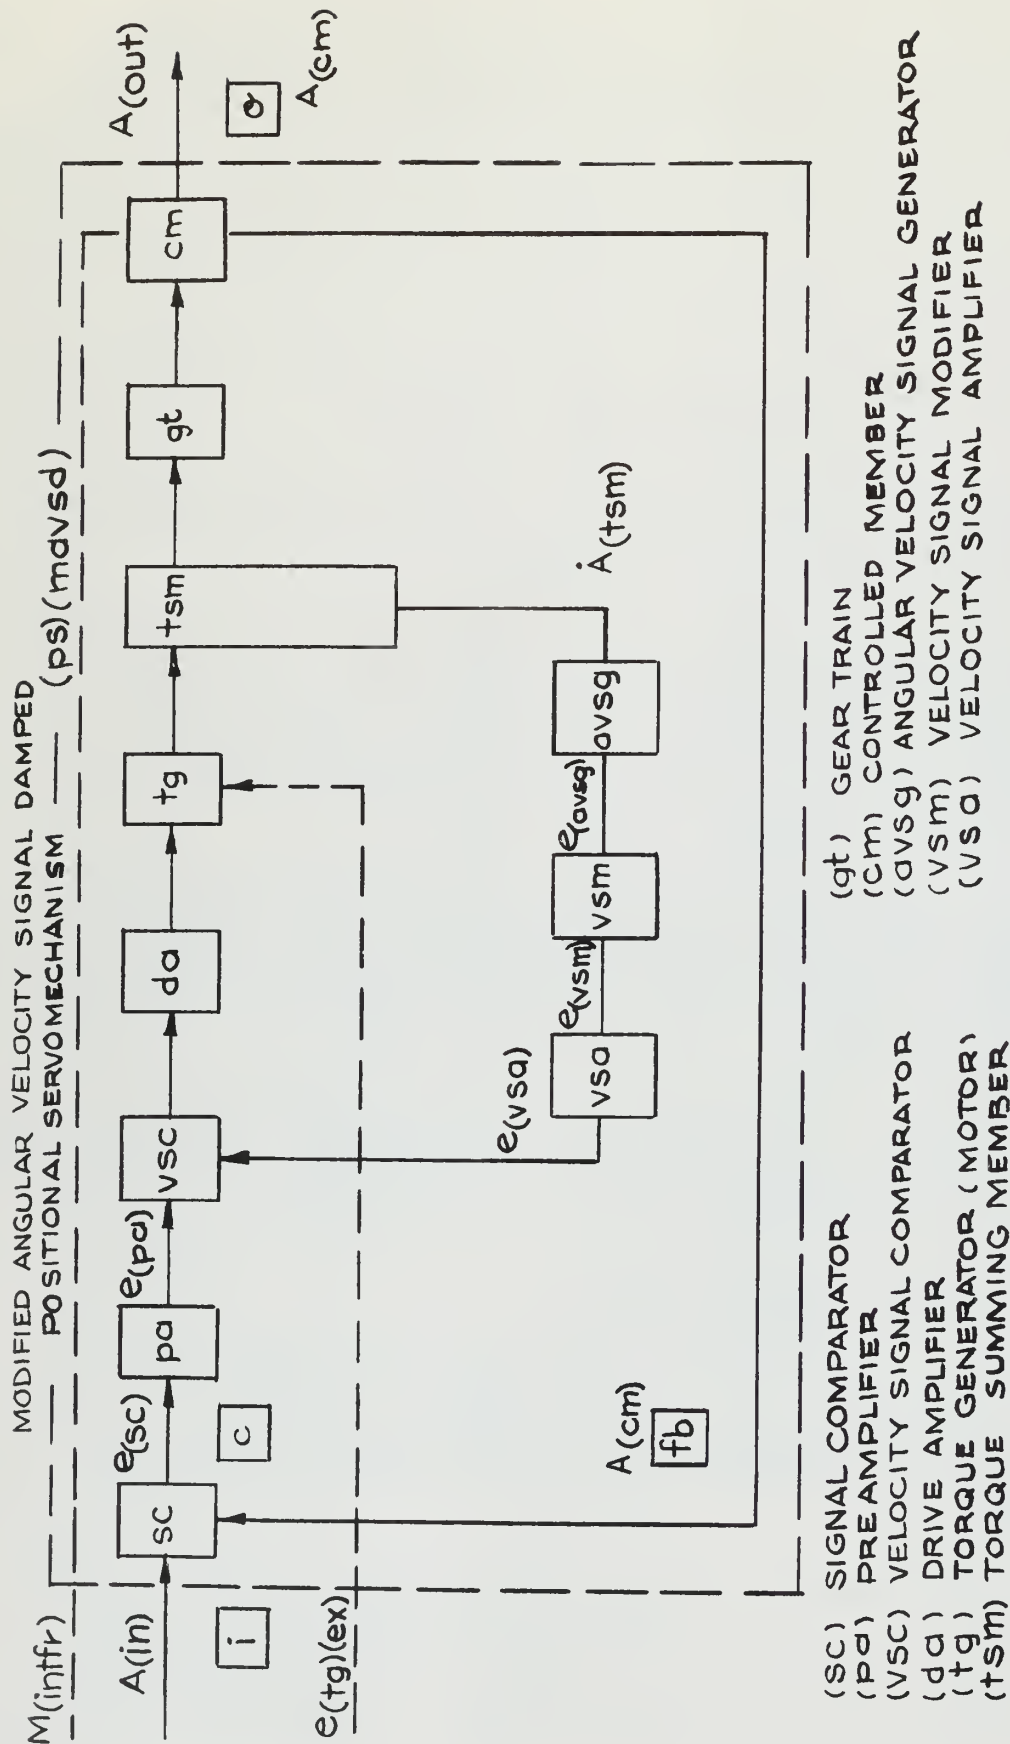 MODIFIED ANGULAR VELOCITY SIGNAL DAMPED
POSITIONAL SERVOMECHANISM
(ps)(mavsd)
M(intfr)
A(in)
i
e(tg)(ex)
sc
e(sc)
c
pa
e(pa)
vsc
da
tg
tsm
gt
cm
A(out)
o
A(cm)
Ȧ(tsm)
avsg
e(avsg)
vsm
e(vsm)
vsa
e(vsa)
A(cm)
fb
(sc) SIGNAL COMPARATOR
(pa) PREAMPLIFIER
(vsc) VELOCITY SIGNAL COMPARATOR
(da) DRIVE AMPLIFIER
(tg) TORQUE GENERATOR (MOTOR)
(tsm) TORQUE SUMMING MEMBER
(gt) GEAR TRAIN
(cm) CONTROLLED MEMBER
(avsg) ANGULAR VELOCITY SIGNAL GENERATOR
(vsm) VELOCITY SIGNAL MODIFIER
(vsa) VELOCITY SIGNAL AMPLIFIER